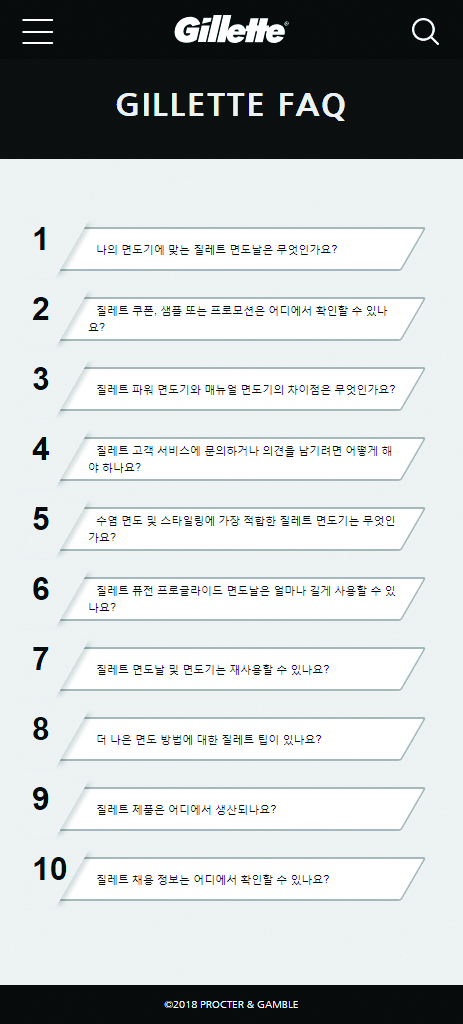 Gillette®
GILLETTE FAQ
1
나의 면도기에 맞는 질레트 면도날은 무엇인가요?
2
질레트 쿠폰, 샘플 또는 프로모션은 어디에서 확인할 수 있나
요?
3
질레트 파워 면도기와 매뉴얼 면도기의 차이점은 무엇인가요?
4
질레트 고객 서비스에 문의하거나 의견을 남기려면 어떻게 해
야 하나요?
5
수염 면도 및 스타일링에 가장 적합한 질레트 면도기는 무엇인
가요?
6
질레트 퓨전 프로글라이드 면도날은 얼마나 길게 사용할 수 있
나요?
7
질레트 면도날 및 면도기는 재사용할 수 있나요?
8
더 나은 면도 방법에 대한 질레트 팁이 있나요?
9
질레트 제품은 어디에서 생산되나요?
10
질레트 채용 정보는 어디에서 확인할 수 있나요?
©2018 PROCTER & GAMBLE